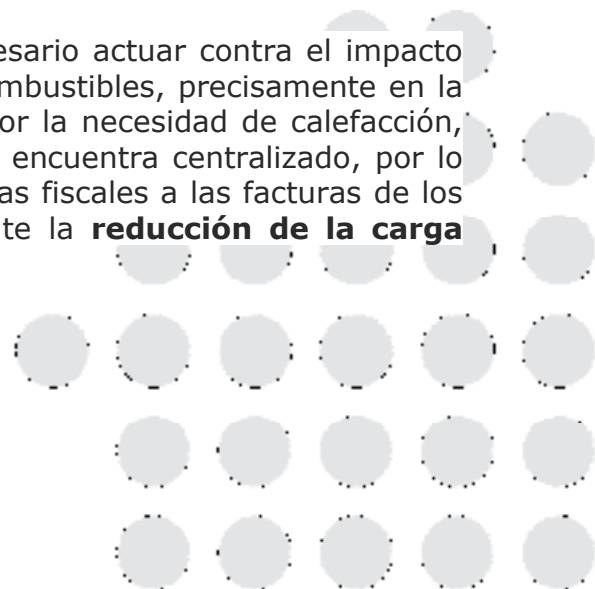 esario actuar contra el impacto
mbustibles, precisamente en la
or la necesidad de calefacción,
encuentra centralizado, por lo
as fiscales a las facturas de los
te la reducción de la carga